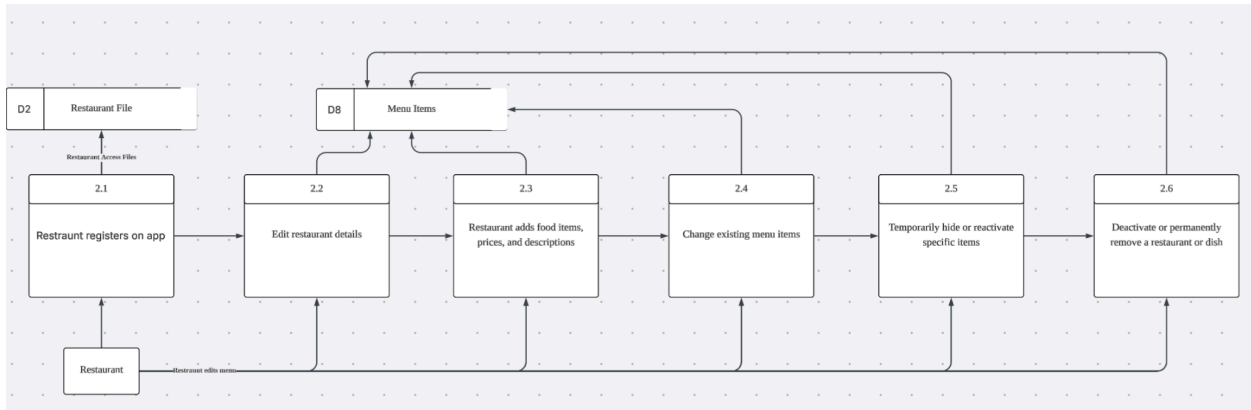 D2 Restaurant File
D8 Menu Items
Restaurant Access Files
2.1
Restraunt registers on app
2.2
Edit restaurant details
2.3
Restaurant adds food items,
prices, and descriptions
2.4
Change existing menu items
2.5
Temporarily hide or reactivate
specific items
2.6
Deactivate or permanently
remove a restaurant or dish
Restaurant
Restraunt edits menu